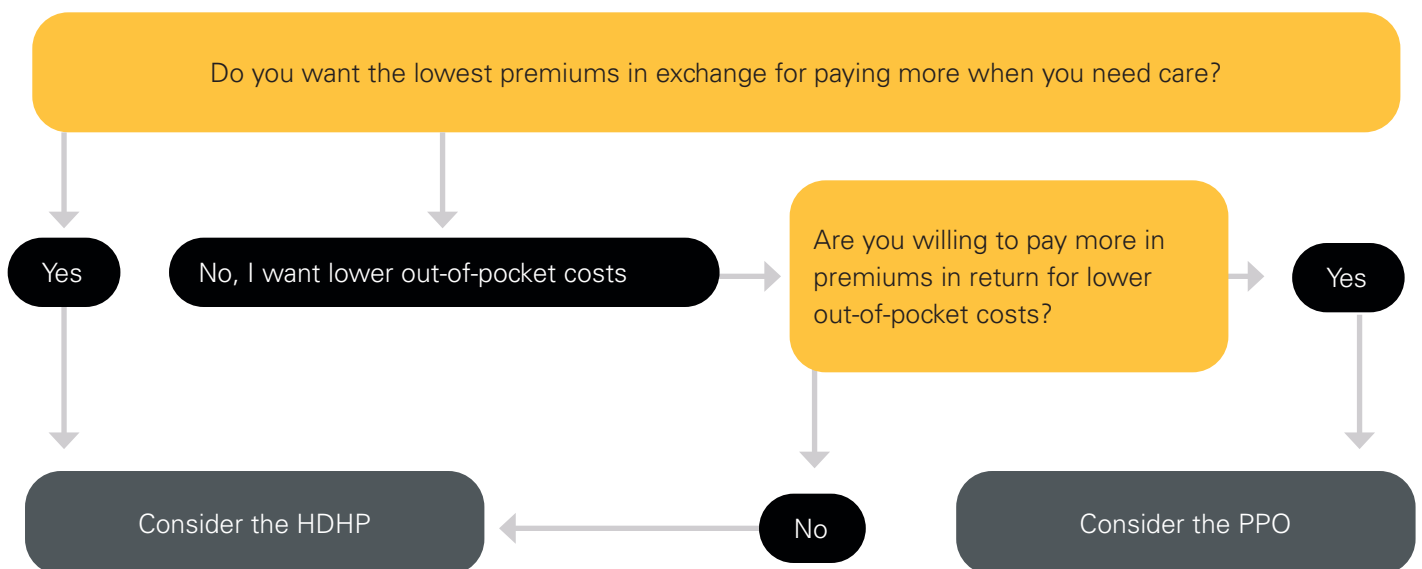 Do you want the lowest premiums in exchange for paying more when you need care?
Yes
No, I want lower out-of-pocket costs
Are you willing to pay more in
premiums in return for lower
out-of-pocket costs?
Yes
Consider the HDHP
No
Consider the PPO